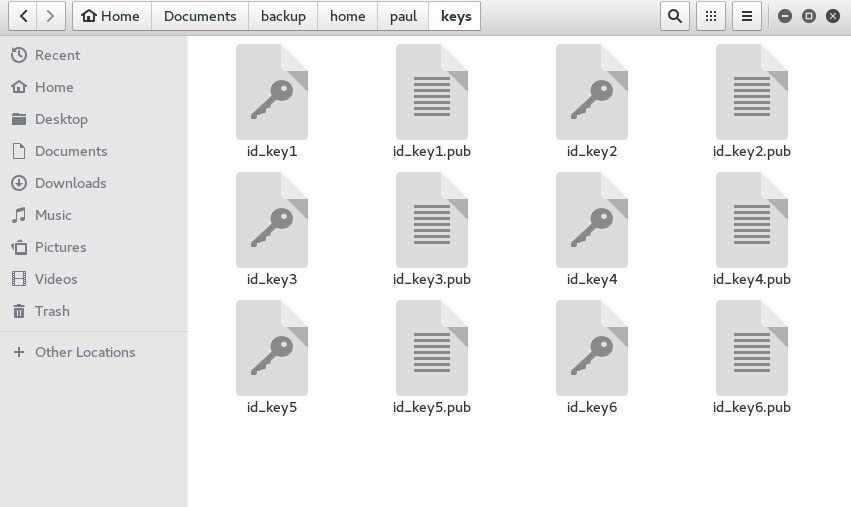 Home Documents backup home paul keys
Recent
Home
Desktop
Documents
Downloads
Music
Pictures
Videos
Trash
Other Locations
id_key1 id_key1.pub id_key2 id_key2.pub
id_key3 id_key3.pub id_key4 id_key4.pub
id_key5 id_key5.pub id_key6 id_key6.pub